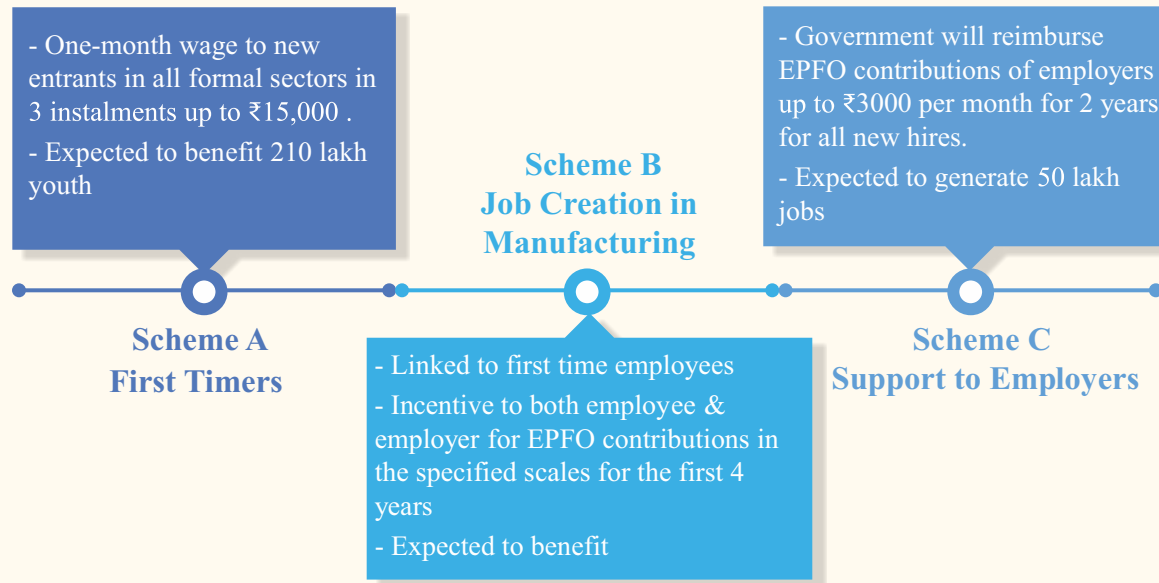 - One-month wage to new
entrants in all formal sectors in
3 instalments up to ₹15,000 .
- Expected to benefit 210 lakh
youth
Scheme A
First Timers
Scheme B
Job Creation in
Manufacturing
- Linked to first time employees
- Incentive to both employee &
employer for EPFO contributions in
the specified scales for the first 4
years
- Expected to benefit
- Government will reimburse
EPFO contributions of employers
up to ₹3000 per month for 2 years
for all new hires.
- Expected to generate 50 lakh
jobs
Scheme C
Support to Employers